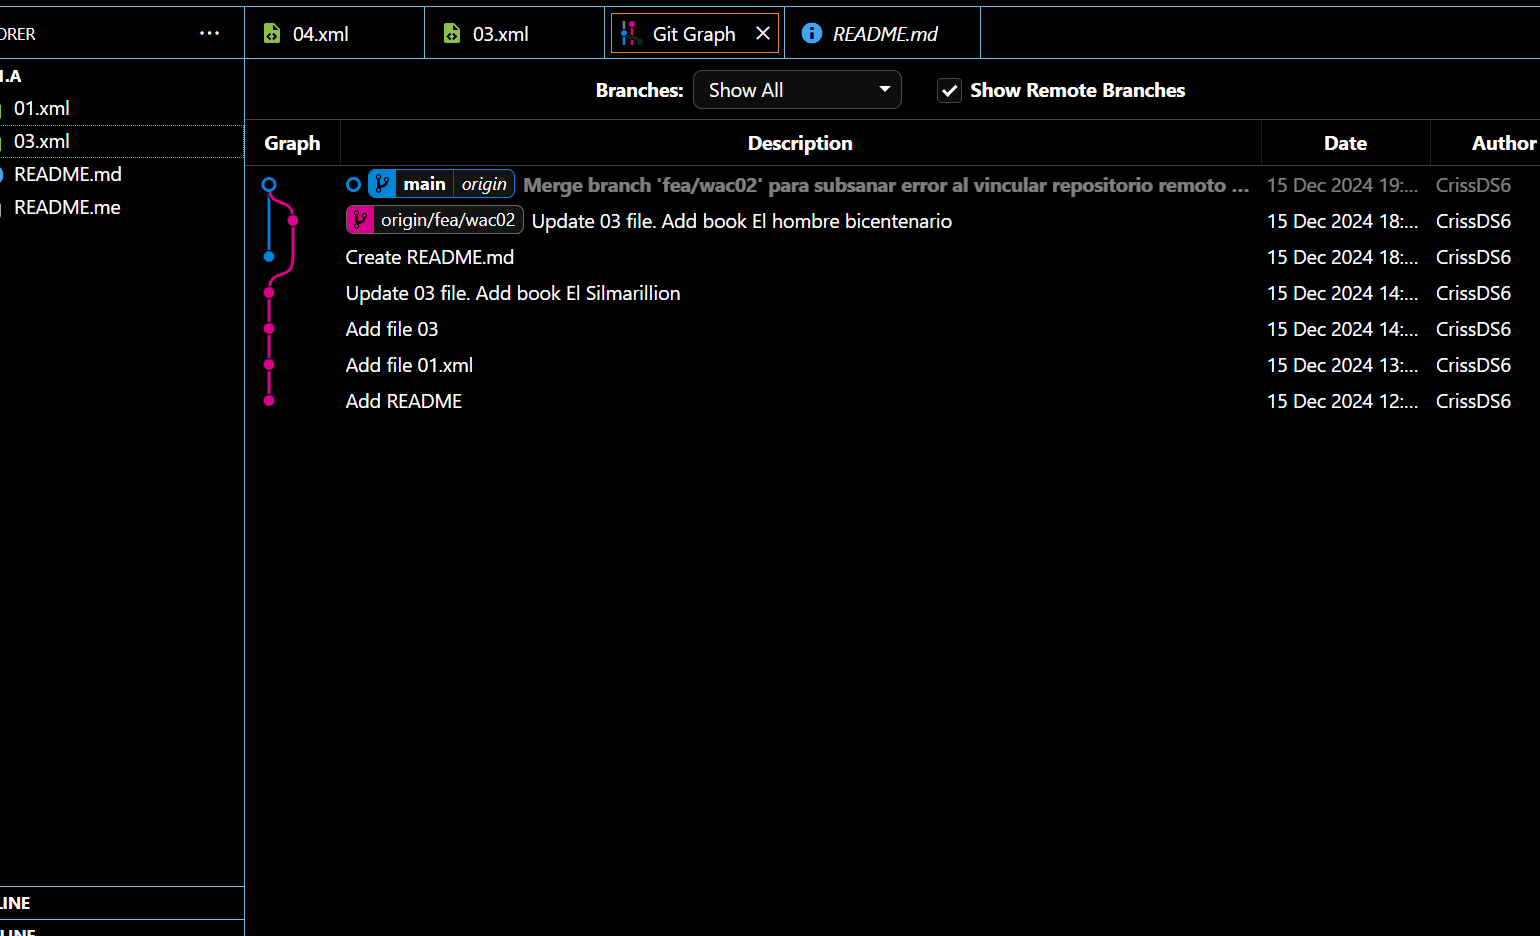 ORER ...
04.xml
03.xml
Git Graph
README.md
I.A
01.xml
03.xml
README.md
README.me
Branches: Show All Show Remote Branches
Graph Description Date Author
main origin Merge branch 'fea/wac02' para subsanar error al vincular repositorio remoto ... 15 Dec 2024 19:... CrissDS6
origin/fea/wac02 Update 03 file. Add book El hombre bicentenario 15 Dec 2024 18:... CrissDS6
Create README.md 15 Dec 2024 18:... CrissDS6
Update 03 file. Add book El Silmarillion 15 Dec 2024 14:... CrissDS6
Add file 03 15 Dec 2024 14:... CrissDS6
Add file 01.xml 15 Dec 2024 13:... CrissDS6
Add README 15 Dec 2024 12:... CrissDS6
LINE
LINE